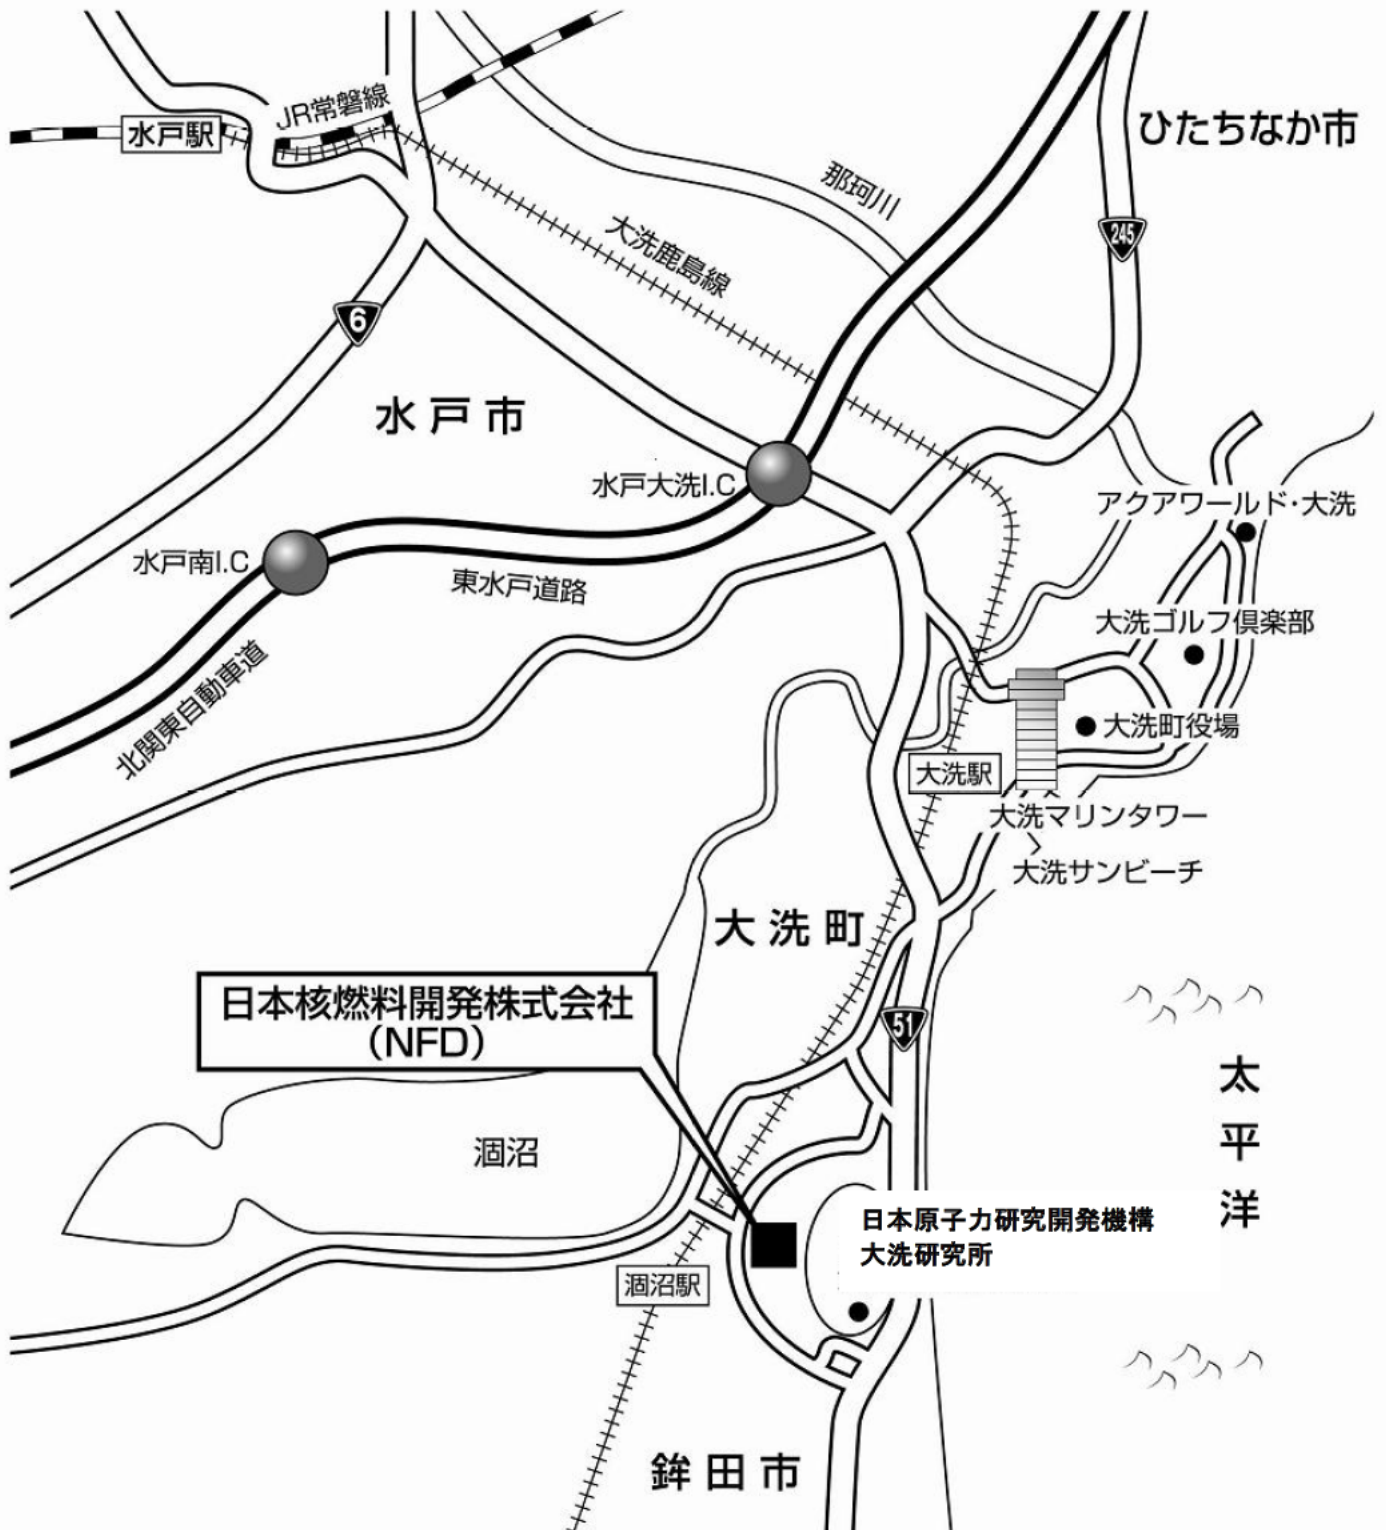 JR常磐線
水戸駅
ひたちなか市
那珂川
大洗鹿島線
245
6
水戸市
水戸大洗I.C
アクアワールド・大洗
水戸南I.C
東水戸道路
大洗ゴルフ倶楽部
北関東自動車道
大洗町役場
大洗駅
大洗マリンタワー
大洗サンビーチ
大洗町
日本核燃料開発株式会社
(NFD)
51
太平洋
涸沼
日本原子力研究開発機構
大洗研究所
涸沼駅
鉾田市